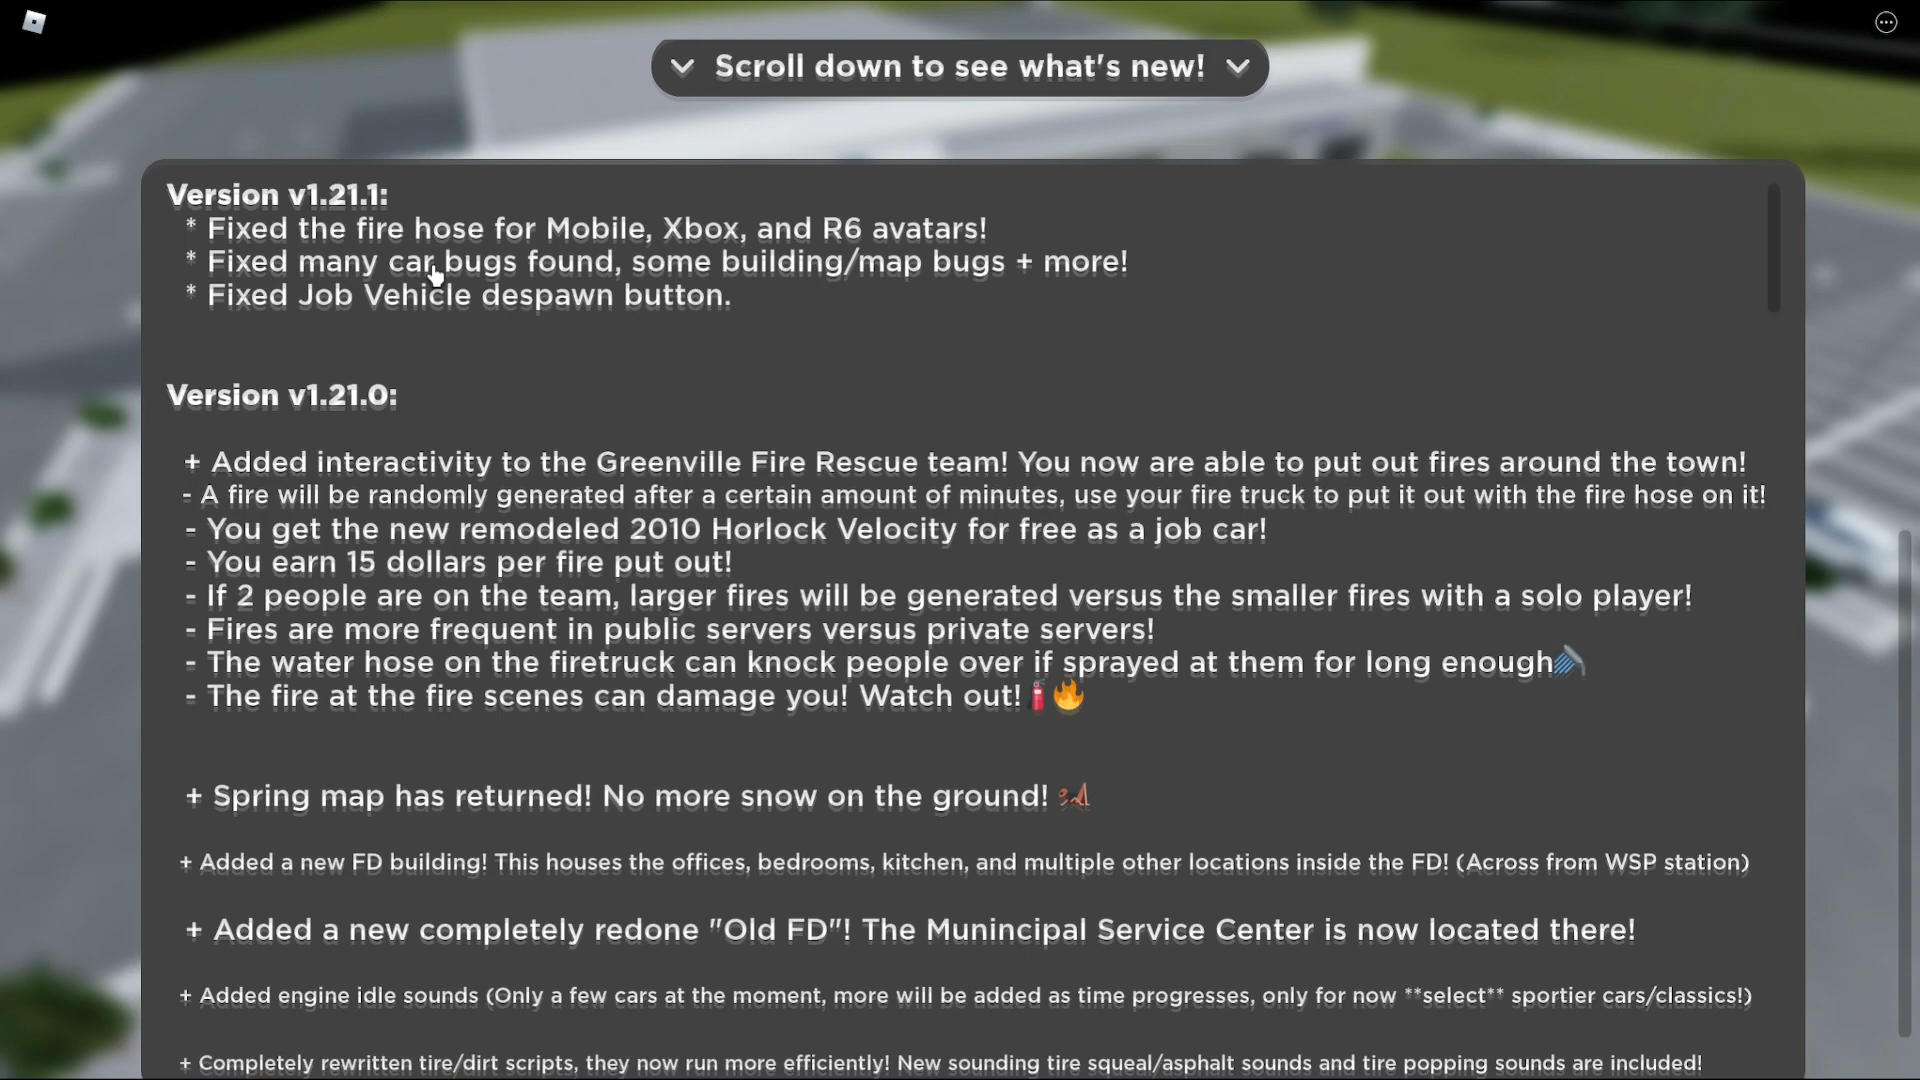 Scroll down to see what's new!
Version v1.21.1:
* Fixed the fire hose for Mobile, Xbox, and R6 avatars!
* Fixed many car bugs found, some building/map bugs + more!
* Fixed Job Vehicle despawn button.
Version v1.21.0:
+ Added interactivity to the Greenville Fire Rescue team! You now are able to put out fires around the town!
- A fire will be randomly generated after a certain amount of minutes, use your fire truck to put it out with the fire hose on it!
- You get the new remodeled 2010 Horlock Velocity for free as a job car!
- You earn 15 dollars per fire put out!
- If 2 people are on the team, larger fires will be generated versus the smaller fires with a solo player!
- Fires are more frequent in public servers versus private servers!
- The water hose on the firetruck can knock people over if sprayed at them for long enough
- The fire at the fire scenes can damage you! Watch out!🧯🔥
+ Spring map has returned! No more snow on the ground!
+ Added a new FD building! This houses the offices, bedrooms, kitchen, and multiple other locations inside the FD! (Across from WSP station)
+ Added a new completely redone "Old FD"! The Munincipal Service Center is now located there!
+ Added engine idle sounds (Only a few cars at the moment, more will be added as time progresses, only for now **select** sportier cars/classics!)
+ Completely rewritten tire/dirt scripts, they now run more efficiently! New sounding tire squeal/asphalt sounds and tire popping sounds are included!